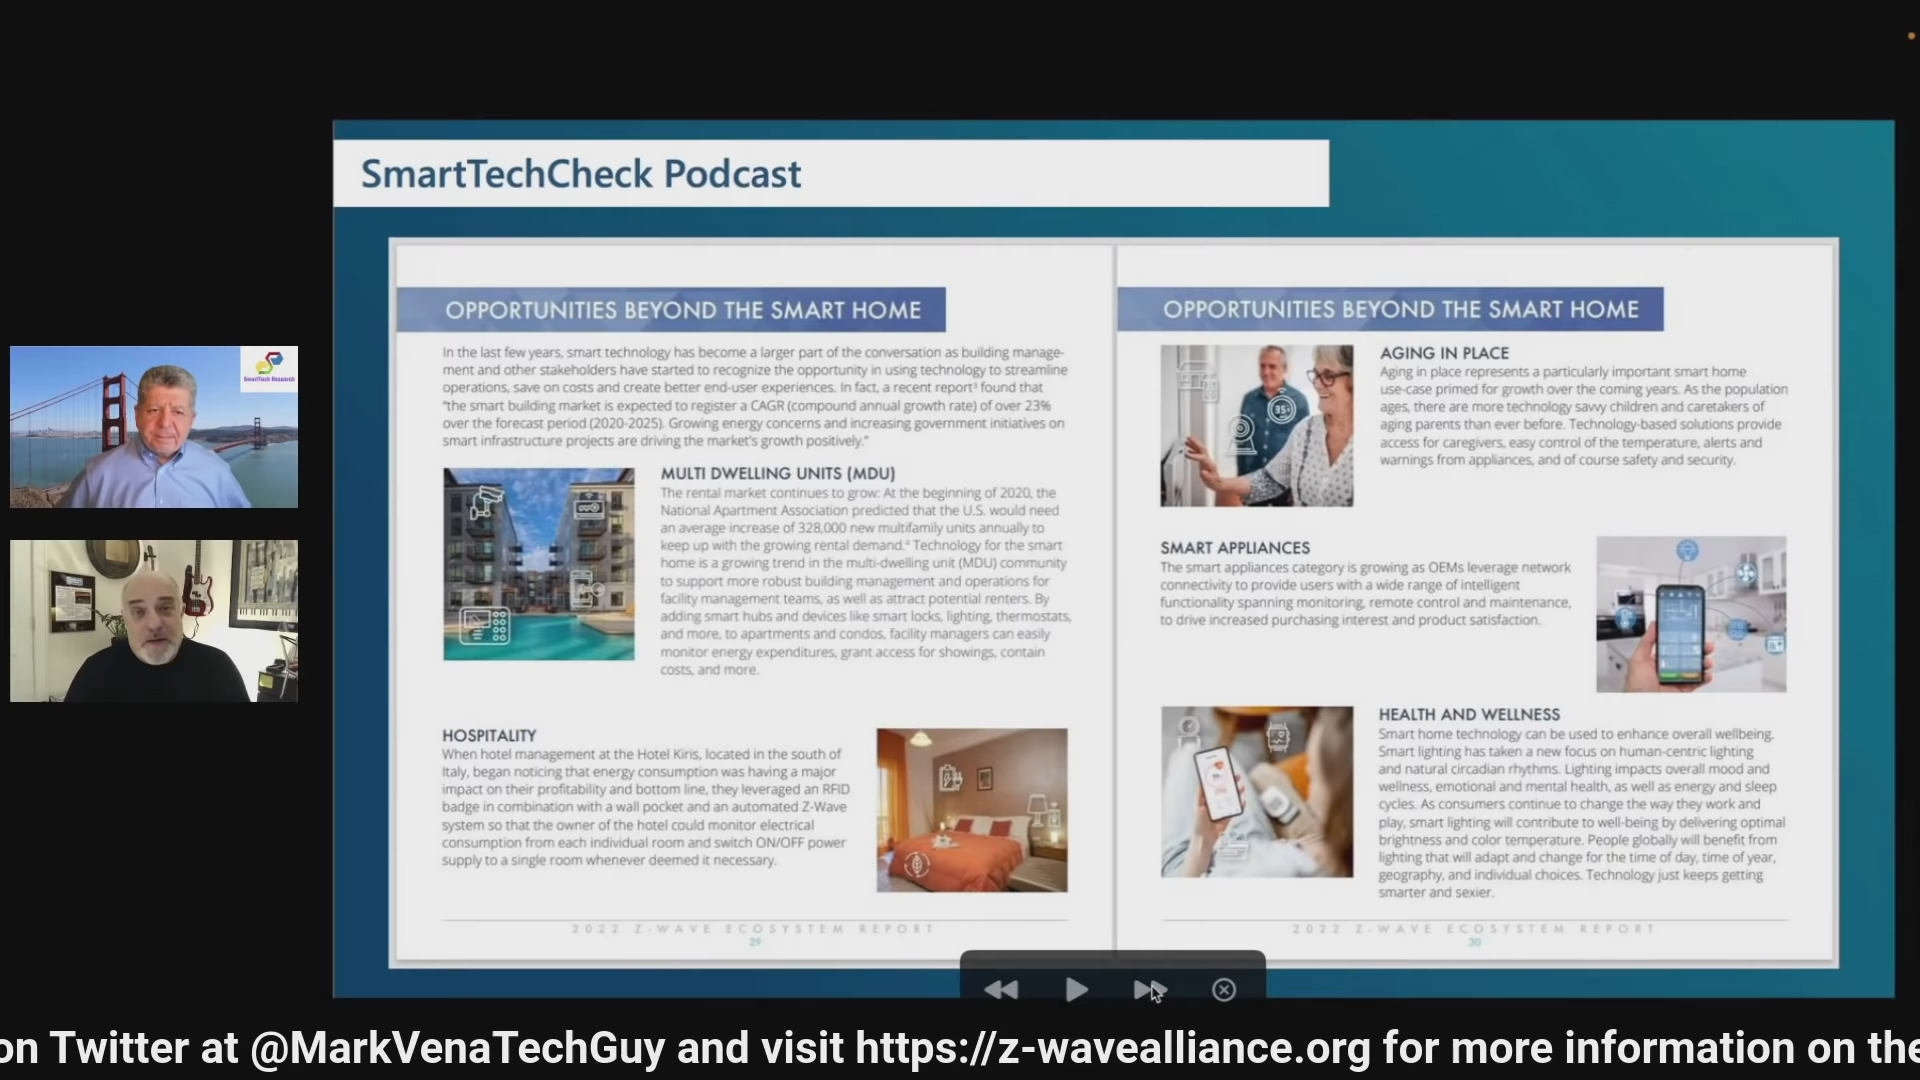 SmartTechCheck Podcast
OPPORTUNITIES BEYOND THE SMART HOME
In the last few years, smart technology has become a larger part of the conversation as building manage-
ment and other stakeholders have started to recognize the opportunity in using technology to streamline
operations, save on costs and create better end-user experiences. In fact, a recent report³ found that
"the smart building market is expected to register a CAGR (compound annual growth rate) of over 23%
over the forecast period (2020-2025). Growing energy concerns and increasing government initiatives on
smart infrastructure projects are driving the market's growth positively."
MULTI DWELLING UNITS (MDU)
The rental market continues to grow: At the beginning of 2020, the
National Apartment Association predicted that the U.S. would need
an average increase of 328,000 new multifamily units annually to
keep up with the growing rental demand.⁴ Technology for the smart
home is a growing trend in the multi-dwelling unit (MDU) community
to support more robust building management and operations for
facility management teams, as well as attract potential renters. By
adding smart hubs and devices like smart locks, lighting, thermostats,
and more, to apartments and condos, facility managers can easily
monitor energy expenditures, grant access for showings, contain
costs, and more.
HOSPITALITY
When hotel management at the Hotel Kiris, located in the south of
Italy, began noticing that energy consumption was having a major
impact on their profitability and bottom line, they leveraged an RFID
badge in combination with a wall pocket and an automated Z-Wave
system so that the owner of the hotel could monitor electrical
consumption from each individual room and switch ON/OFF power
supply to a single room whenever deemed it necessary.
2022 Z-WAVE ECOSYSTEM REPORT
29
OPPORTUNITIES BEYOND THE SMART HOME
AGING IN PLACE
Aging in place represents a particularly important smart home
use-case primed for growth over the coming years. As the population
ages, there are more technology savvy children and caretakers of
aging parents than ever before. Technology-based solutions provide
access for caregivers, easy control of the temperature, alerts and
warnings from appliances, and of course safety and security.
35°
SMART APPLIANCES
The smart appliances category is growing as OEMs leverage network
connectivity to provide users with a wide range of intelligent
functionality spanning monitoring, remote control and maintenance,
to drive increased purchasing interest and product satisfaction.
HEALTH AND WELLNESS
Smart home technology can be used to enhance overall wellbeing.
Smart lighting has taken a new focus on human-centric lighting
and natural circadian rhythms. Lighting impacts overall mood and
wellness, emotional and mental health, as well as energy and sleep
cycles. As consumers continue to change the way they work and
play, smart lighting will contribute to well-being by delivering optimal
brightness and color temperature. People globally will benefit from
lighting that will adapt and change for the time of day, time of year,
geography, and individual choices. Technology just keeps getting
smarter and sexier.
2022 Z-WAVE ECOSYSTEM REPORT
30
SmartTech Research
on Twitter at @MarkVenaTechGuy and visit https://z-wavealliance.org for more information on the